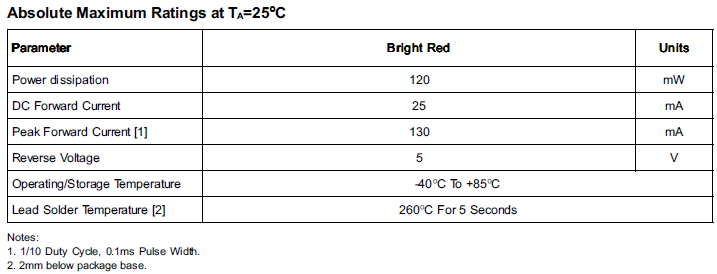 Absolute Maximum Ratings at TA=25°C
Parameter Bright Red Units
Power dissipation 120 mW
DC Forward Current 25 mA
Peak Forward Current [1] 130 mA
Reverse Voltage 5 V
Operating/Storage Temperature -40°C To +85°C
Lead Solder Temperature [2] 260°C For 5 Seconds
Notes:
1. 1/10 Duty Cycle, 0.1ms Pulse Width.
2. 2mm below package base.